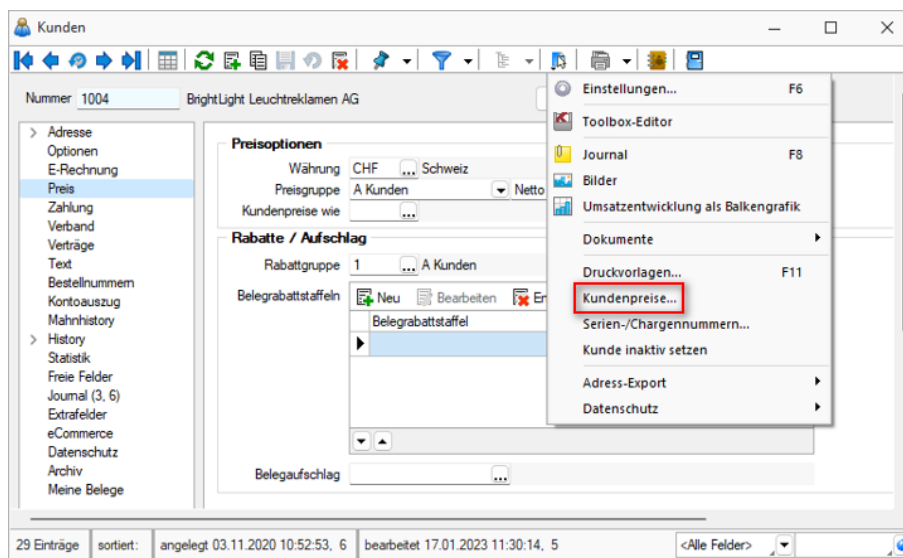 Kunden
Nummer 1004 BrightLight Leuchtreklamen AG
Adresse
Optionen
E-Rechnung
Preis
Zahlung
Verband
Verträge
Text
Bestellnummern
Kontoauszug
Mahnhistory
History
Statistik
Freie Felder
Journal (3, 6)
Extrafelder
eCommerce
Datenschutz
Archiv
Meine Belege
Preisoptionen
Währung CHF ... Schweiz
Preisgruppe A Kunden Netto
Kundenpreise wie ...
Rabatte / Aufschlag
Rabattgruppe 1 ... A Kunden
Belegrabattstaffeln Neu Bearbeiten En
Belegrabattstaffel
Belegaufschlag ...
Einstellungen... F6
Toolbox-Editor
Journal F8
Bilder
Umsatzentwicklung als Balkengrafik
Dokumente
Druckvorlagen... F11
Kundenpreise...
Serien-/Chargennummern...
Kunde inaktiv setzen
Adress-Export
Datenschutz
29 Einträge sortiert: angelegt 03.11.2020 10:52:53, 6 bearbeitet 17.01.2023 11:30:14, 5 <Alle Felder>